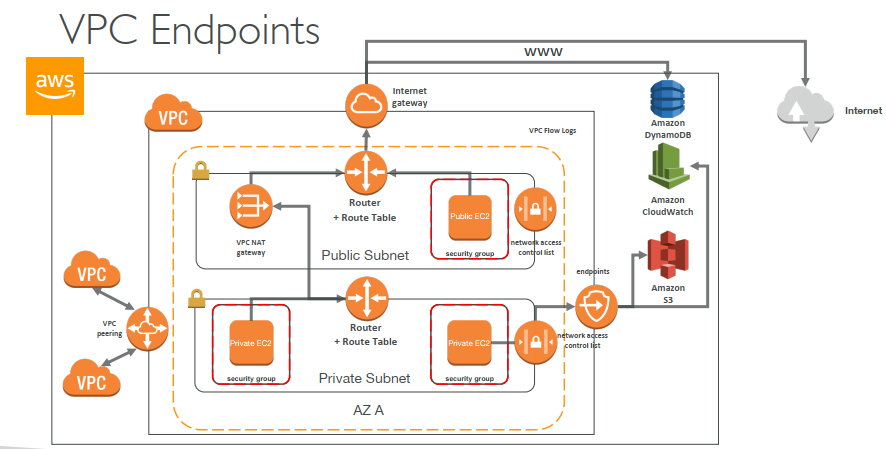 VPC Endpoints
www
aws
Internet
gateway
VPC
Amazon
DynamoDB
Internet
VPC Flow Logs
Router
+ Route Table
Public EC2
VPC NAT
gateway
Public Subnet
security group
network access
control list
Amazon
CloudWatch
VPC
endpoints
Amazon
S3
VPC
peering
Router
+ Route Table
Private EC2
Private EC2
network access
control list
VPC
security group
Private Subnet
security group
AZ A